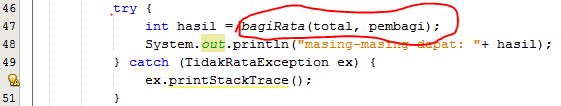 46 try {
47 int hasil = bagiRata(total, pembagi);
48 System.out.println("masing-masing dapat: "+ hasil);
49 } catch (TidakRataException ex) {
ex.printStackTrace();
51 }